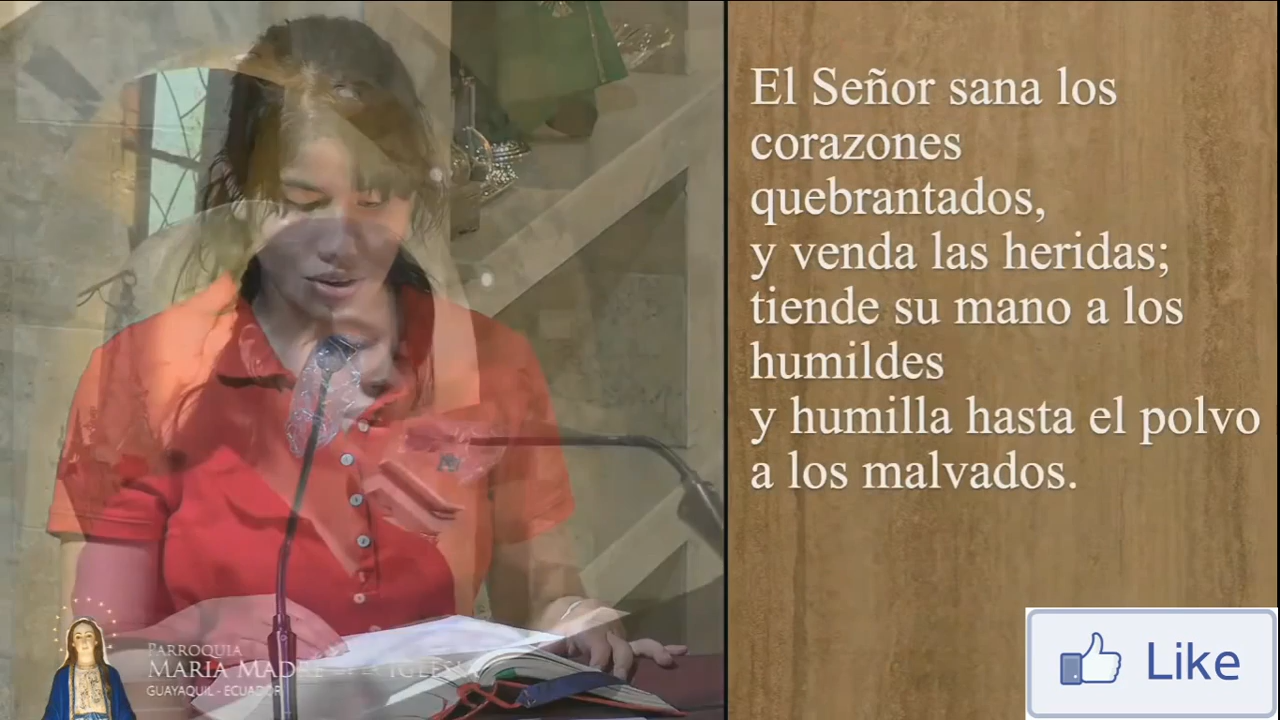 El Señor sana los
corazones
quebrantados,
y venda las heridas;
tiende su mano a los
humildes
y humilla hasta el polvo
a los malvados.
PARROQUIA
MARIA MADRE
GUAYAQUIL - ECUADOR
Like